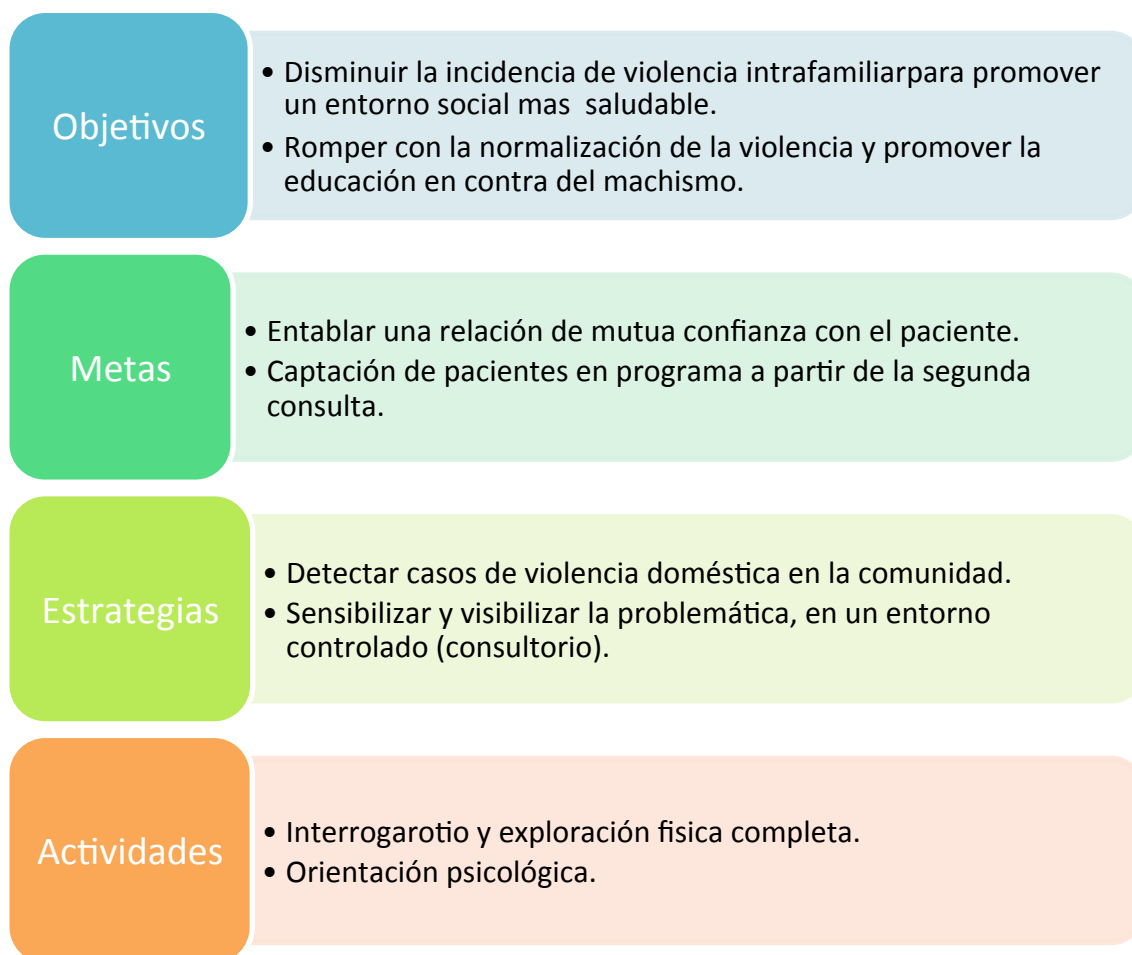 Objetivos
• Disminuir la incidencia de violencia intrafamiliarpara promover
un entorno social mas saludable.
• Romper con la normalización de la violencia y promover la
educación en contra del machismo.
Metas
• Entablar una relación de mutua confianza con el paciente.
• Captación de pacientes en programa a partir de la segunda
consulta.
Estrategias
• Detectar casos de violencia doméstica en la comunidad.
• Sensibilizar y visibilizar la problemática, en un entorno
controlado (consultorio).
Actividades
• Interrogarotio y exploración fisica completa.
• Orientación psicológica.